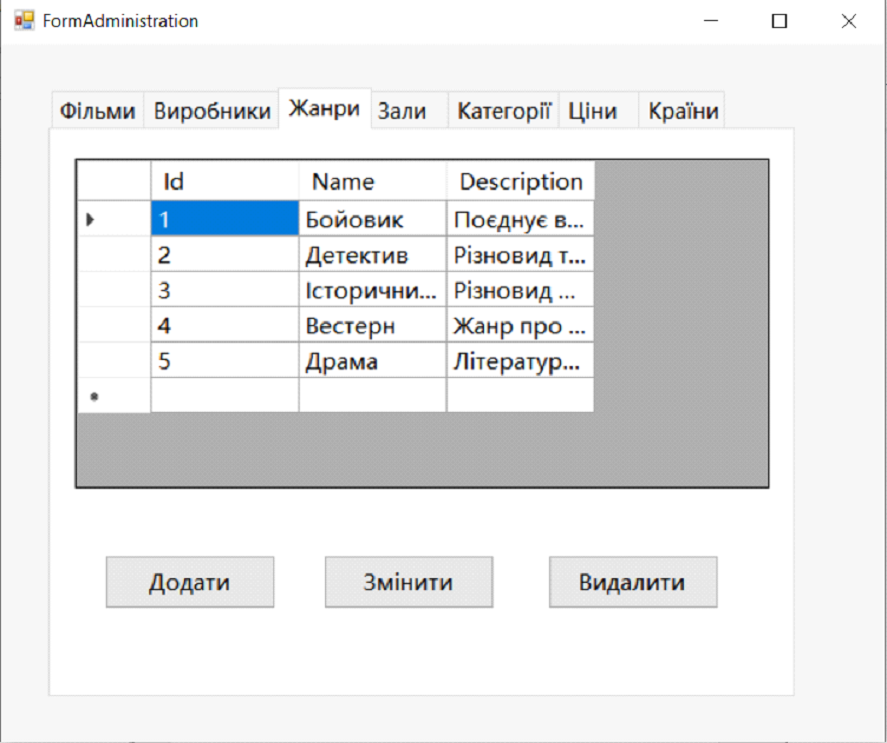 FormAdministration
Фільми Виробники Жанри Зали Категорії Ціни Країни
Id Name Description
1 Бойовик Поєднує в...
2 Детектив Різновид т...
3 Історични... Різновид ...
4 Вестерн Жанр про ...
5 Драма Літератур...
Додати Змінити Видалити